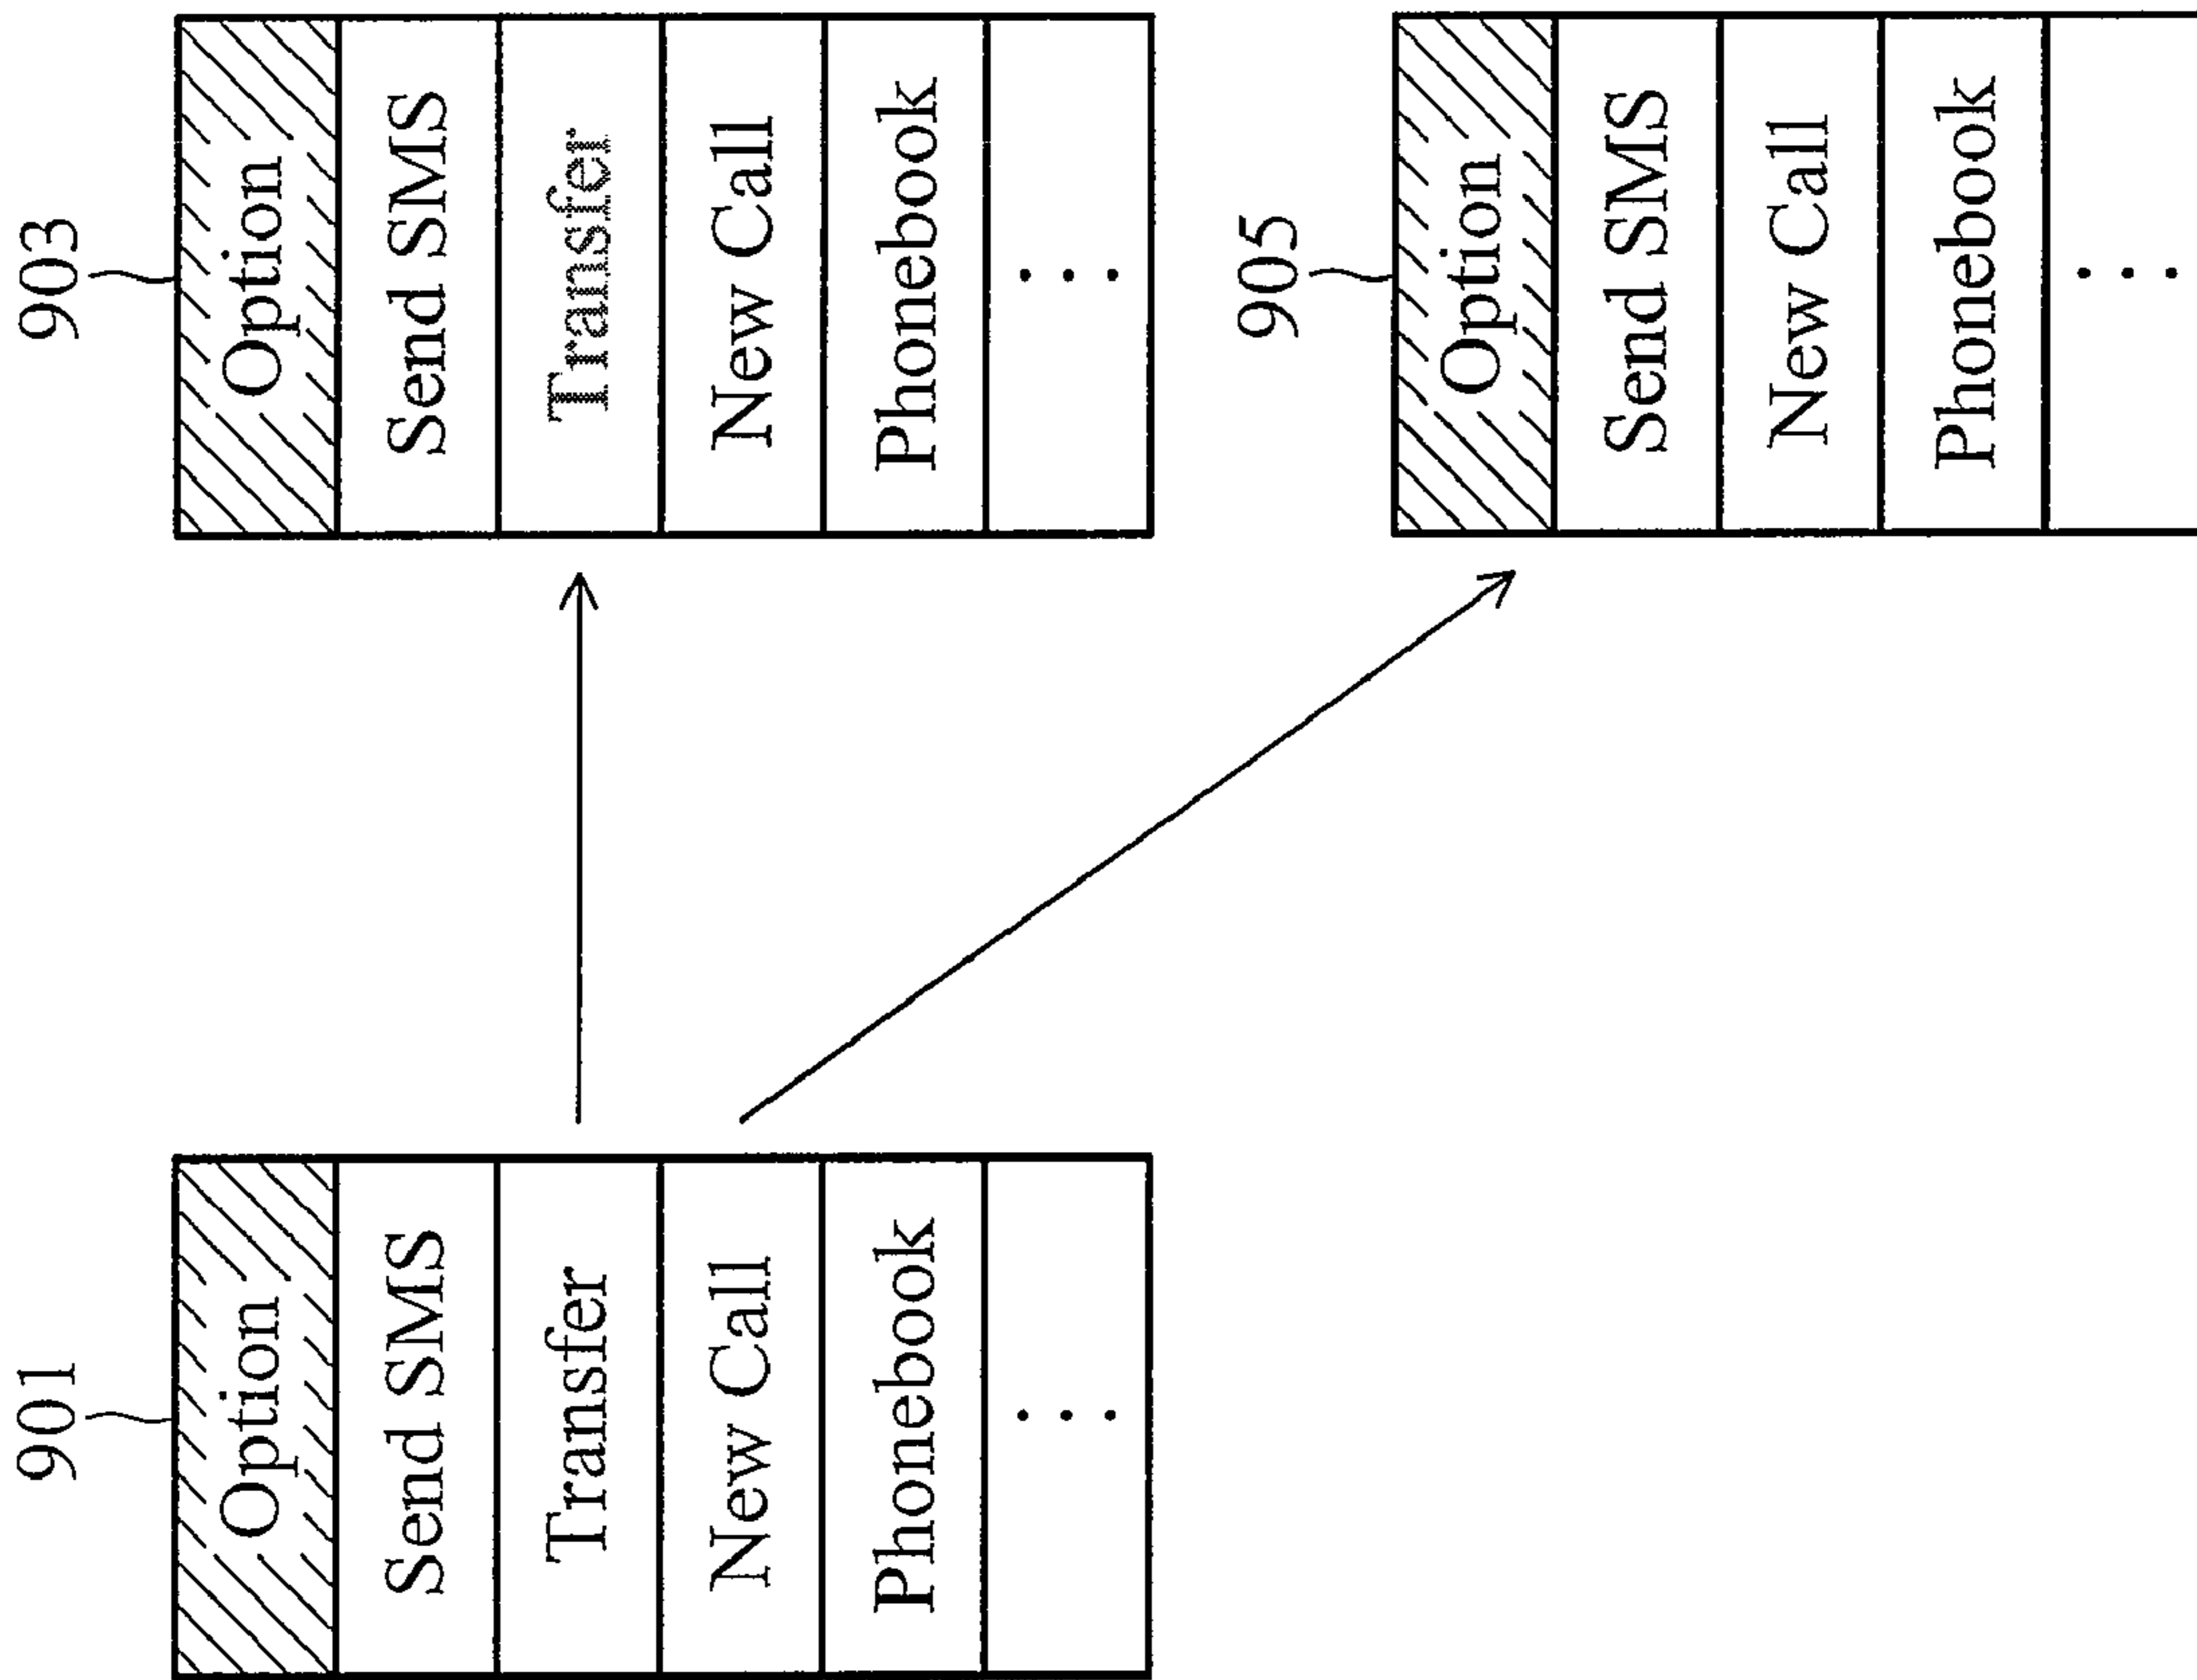 901
Option
Send SMS
Transfer
New Call
Phonebook
...
903
Option
Send SMS
Transfer
New Call
Phonebook
...
905
Option
Send SMS
New Call
Phonebook
...